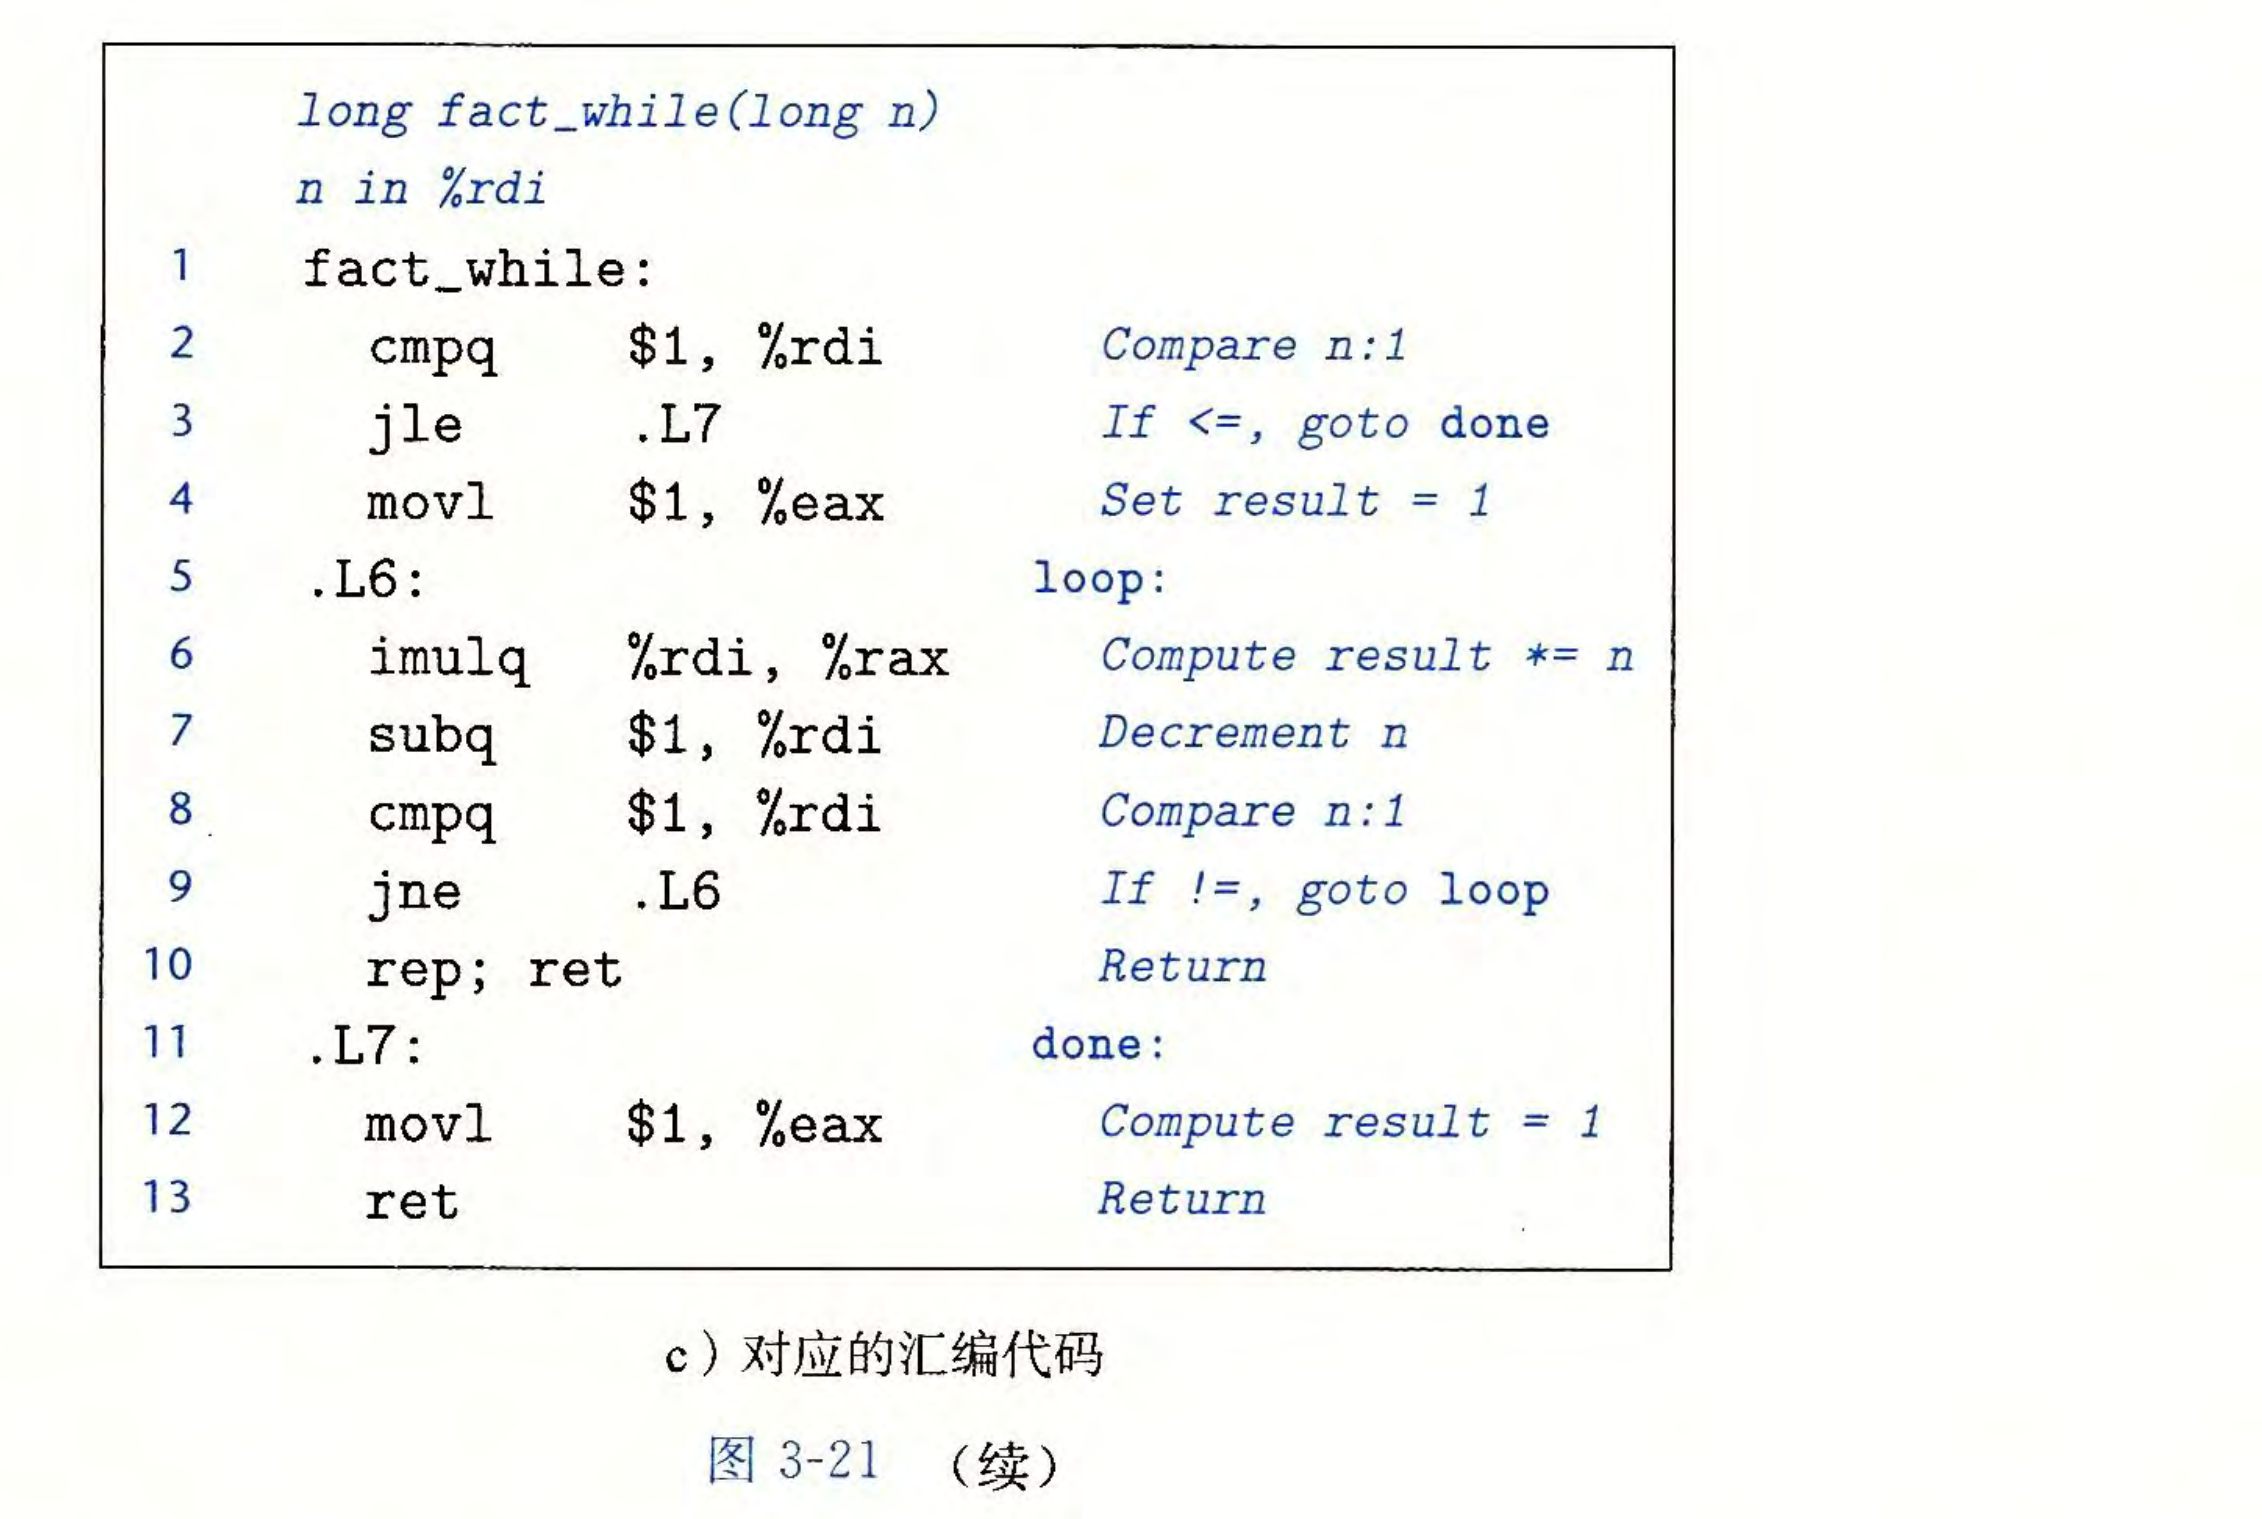 long fact_while(long n)
n in %rdi
1 fact_while:
2 cmpq $1, %rdi Compare n:1
3 jle .L7 If <=, goto done
4 movl $1, %eax Set result = 1
5 .L6: loop:
6 imulq %rdi, %rax Compute result *= n
7 subq $1, %rdi Decrement n
8 cmpq $1, %rdi Compare n:1
9 jne .L6 If !=, goto loop
10 rep; ret Return
11 .L7: done:
12 movl $1, %eax Compute result = 1
13 ret Return
c）对应的汇编代码
图 3-21 （续）